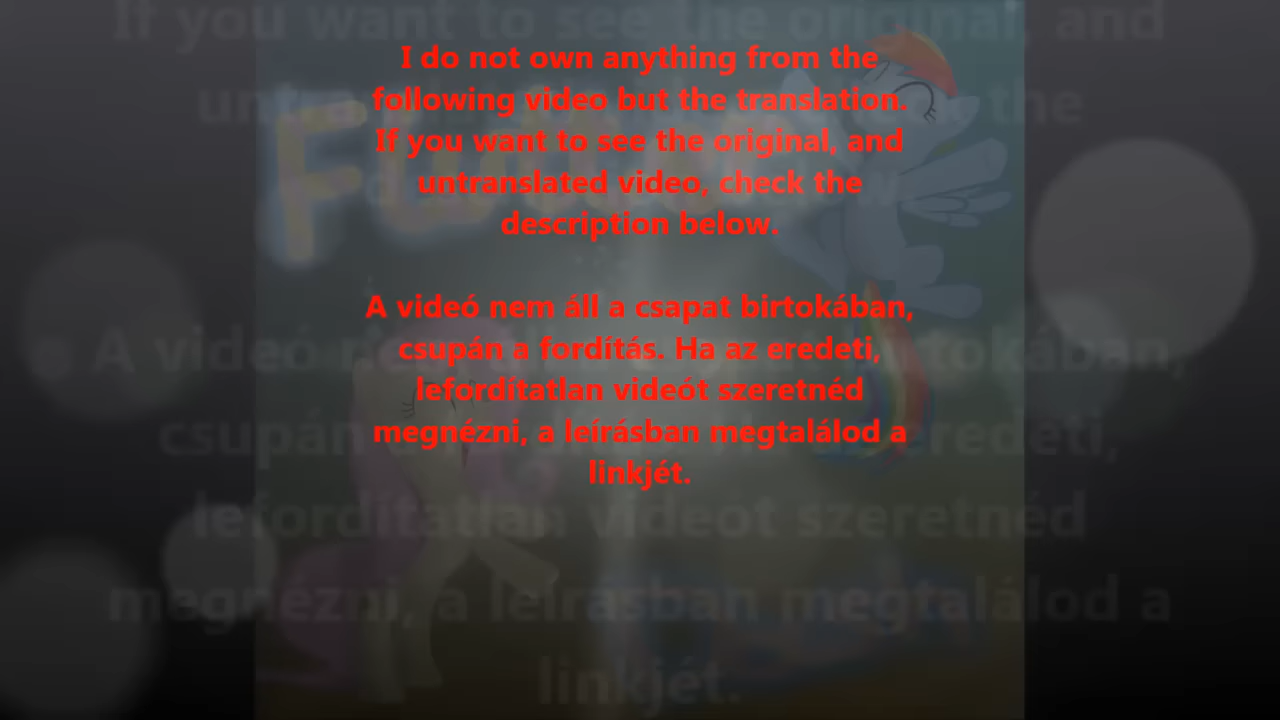 I do not own anything from the
following video but the translation.
If you want to see the original, and
untranslated video, check the
description below.
A videó nem áll a csapat birtokában,
csupán a fordítás. Ha az eredeti,
lefordítatlan videót szeretnéd
megnézni, a leírásban megtalálod a
linkjét.